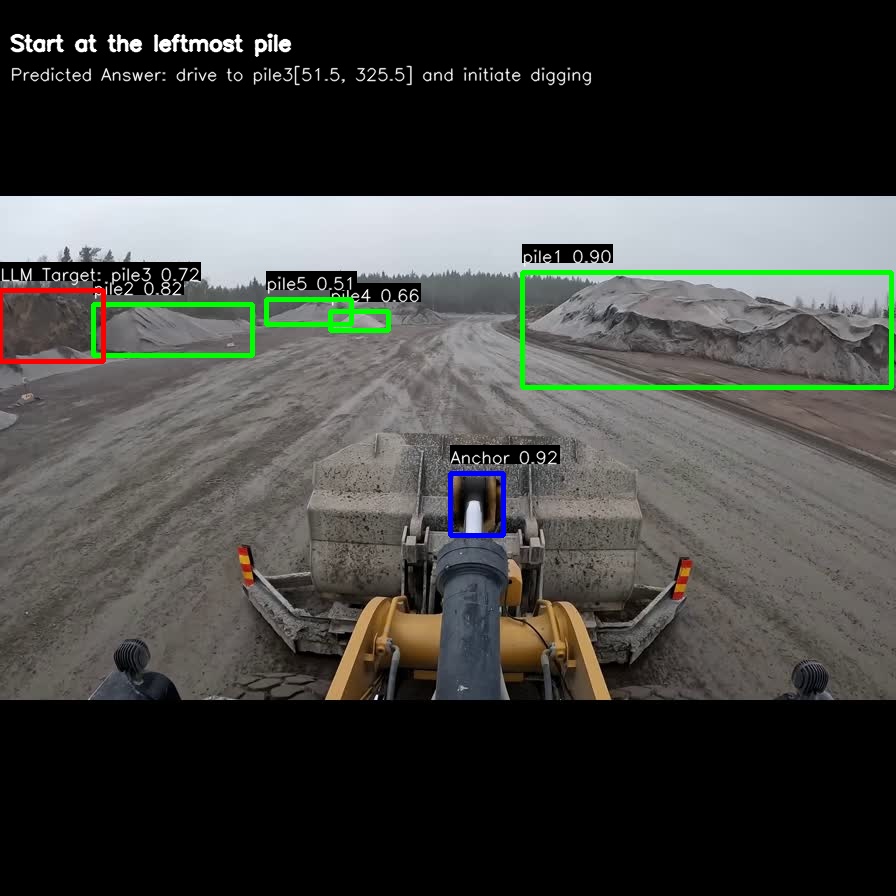 Start at the leftmost pile
Predicted Answer: drive to pile3[51.5, 325.5] and initiate digging
pile1 0.90
LLM Target: pile3 0.72
pile2 0.82
pile5 0.51
pile4 0.66
Anchor 0.92